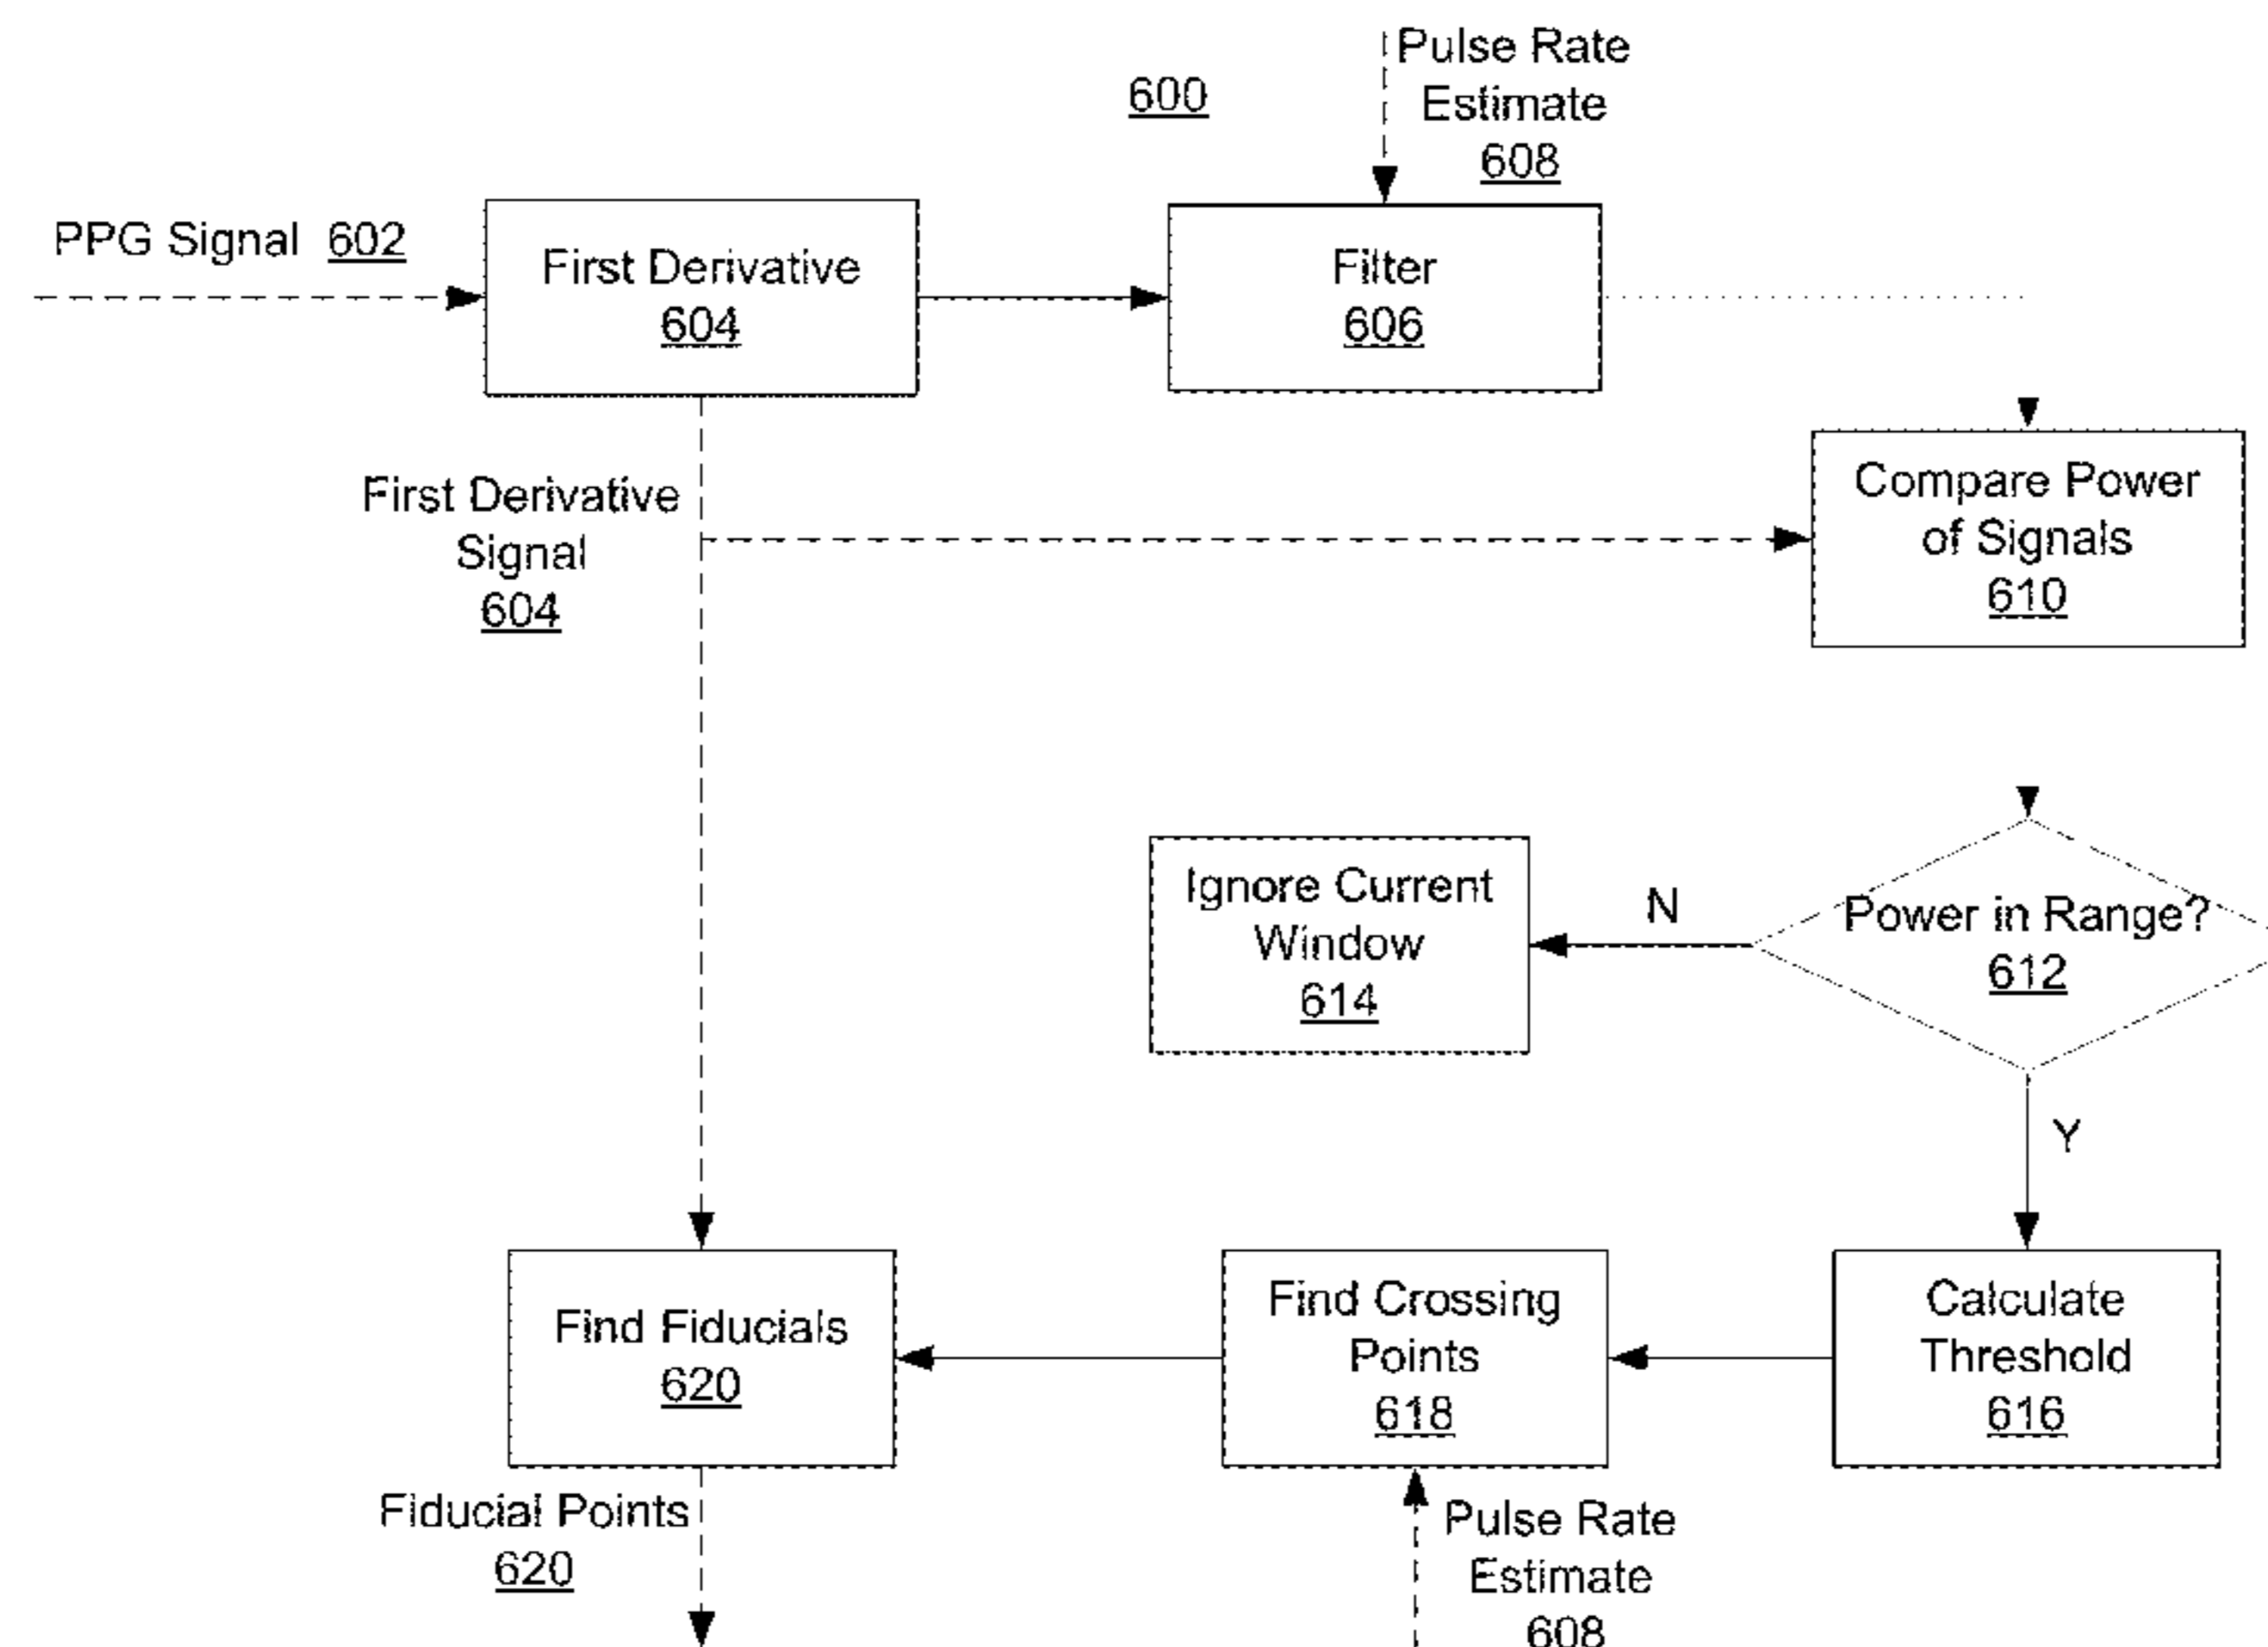 600
Pulse Rate
Estimate
608
PPG Signal 602
First Derivative
604
Filter
606
First Derivative
Signal
604
Compare Power
of Signals
610
Ignore Current
Window
614
N
Power in Range?
612
Y
Find Fiducials
620
Find Crossing
Points
618
Calculate
Threshold
616
Fiducial Points
620
Pulse Rate
Estimate
608